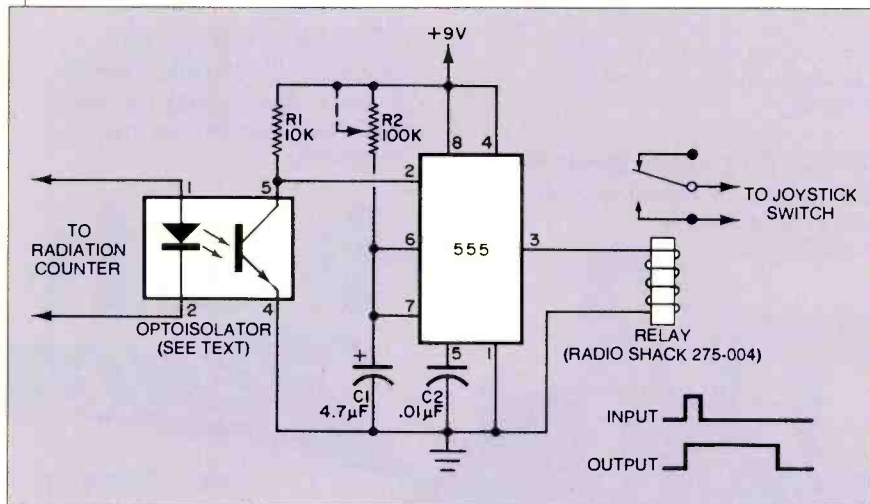 +9V
R1
10K
R2
100K
8
4
2
1
5
TO
RADIATION
COUNTER
6
555
3
TO JOYSTICK
SWITCH
7
2
4
OPTOISOLATOR
(SEE TEXT)
5
1
RELAY
(RADIO SHACK 275-004)
+
C1
4.7µF
C2
.01µF
INPUT
OUTPUT